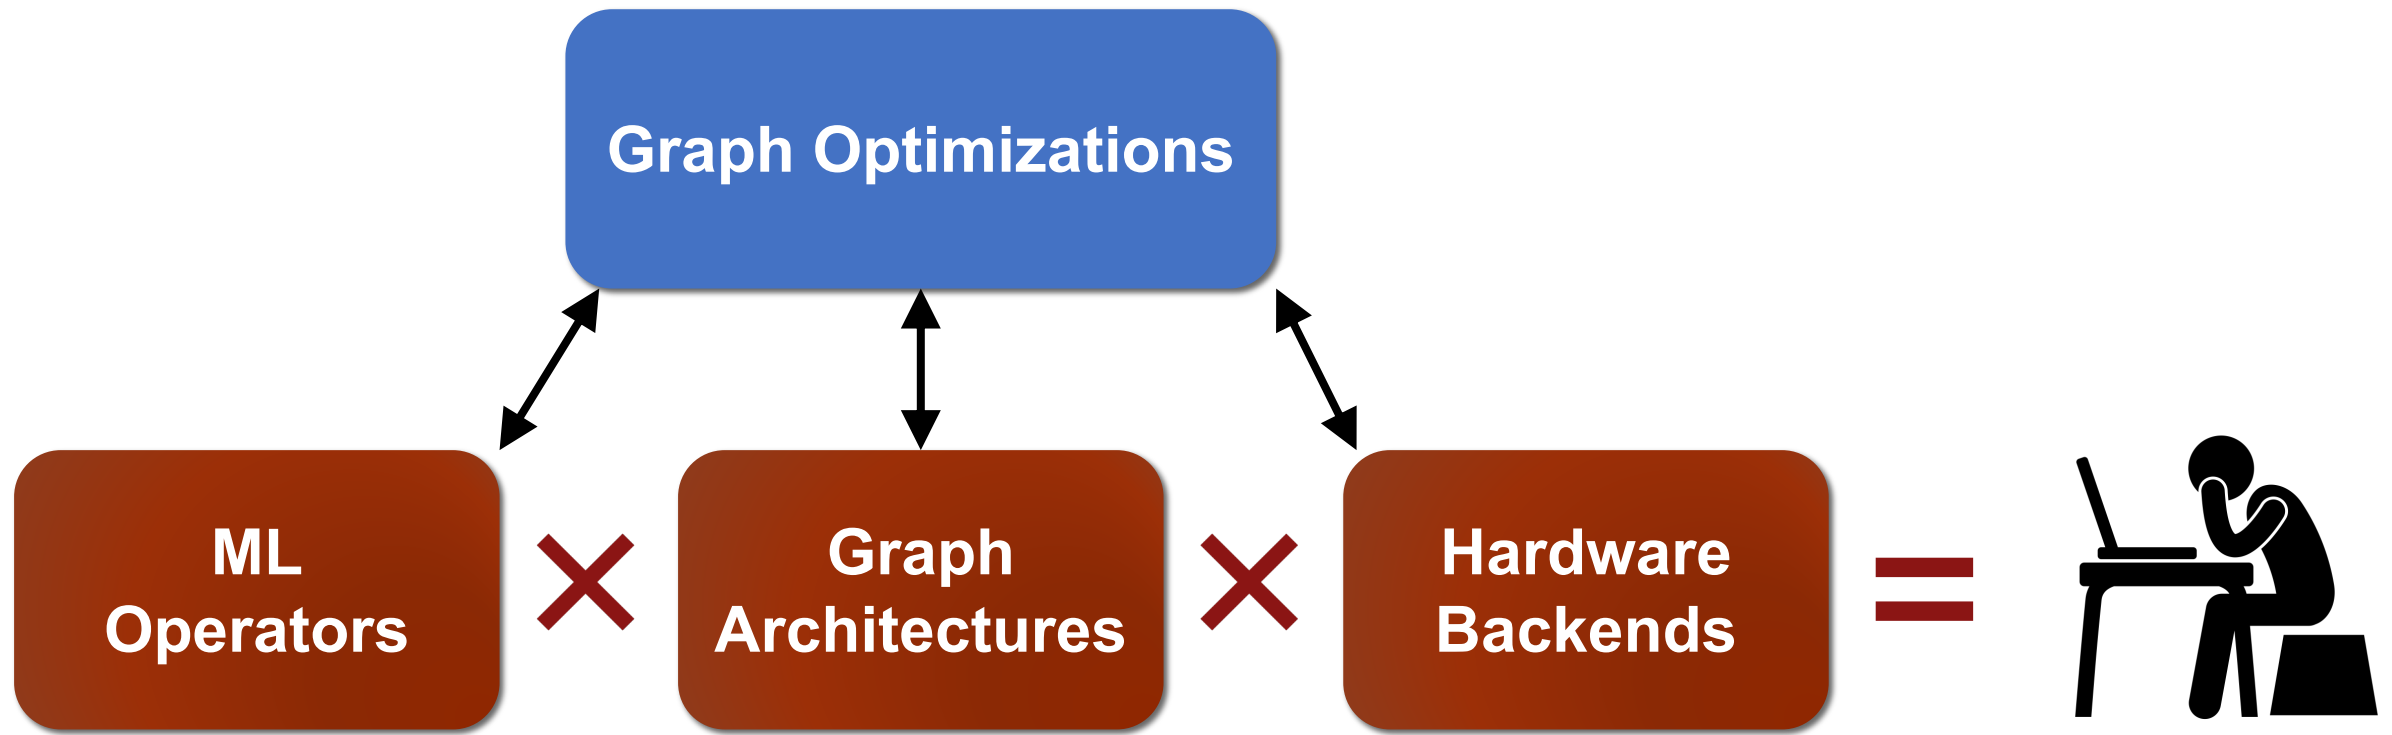 Graph Optimizations
ML
Operators
Graph
Architectures
Hardware
Backends